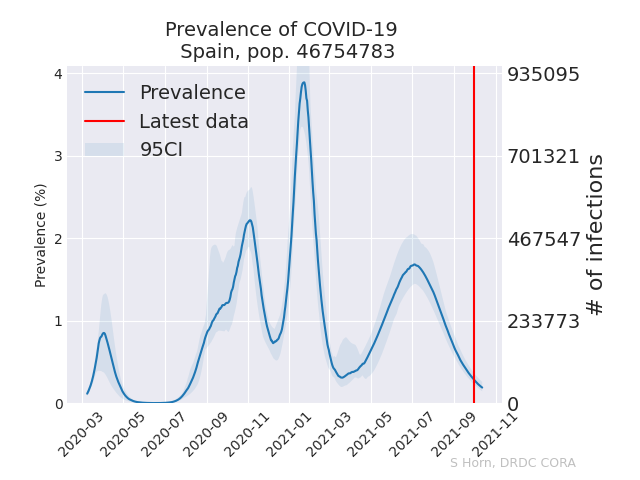 Prevalence of COVID-19
Spain, pop. 46754783
Prevalence
Latest data
95CI
Prevalence (%)
4
3
2
1
0
935095
701321
467547
233773
0
# of infections
2020-03
2020-05
2020-07
2020-09
2020-11
2021-01
2021-03
2021-05
2021-07
2021-09
2021-11
S Horn, DRDC CORA